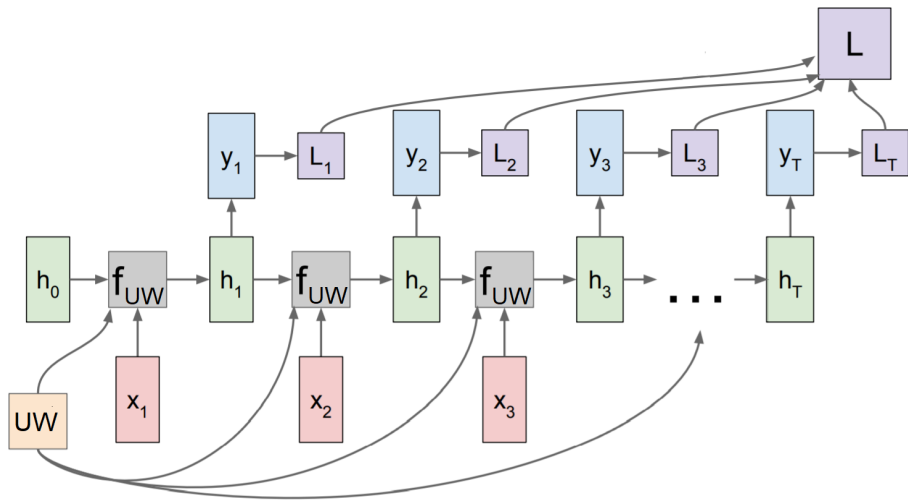 L
y1 L1 y2 L2 y3 L3 yT LT
h0 fUW h1 fUW h2 fUW h3 ... hT
UW x1 x2 x3